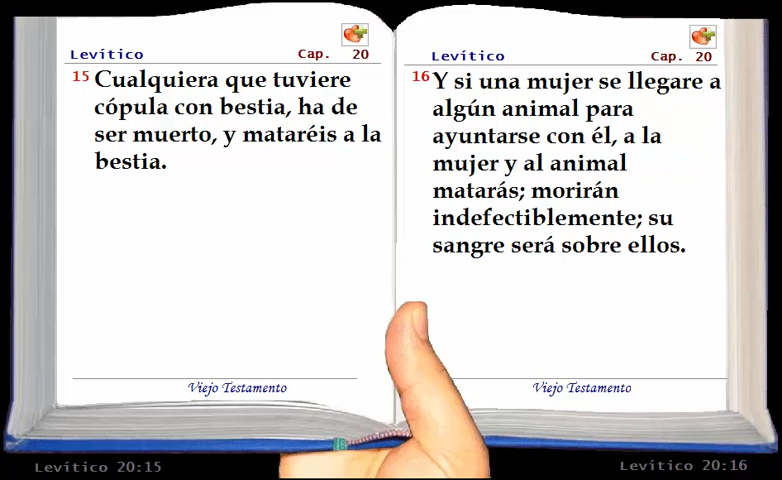 Levítico Cap. 20
15 Cualquiera que tuviere
cópula con bestia, ha de
ser muerto, y mataréis a la
bestia.
Viejo Testamento
Levítico 20:15
Levítico Cap. 20
16 Y si una mujer se llegare a
algún animal para
ayuntarse con él, a la
mujer y al animal
matarás; morirán
indefectiblemente; su
sangre será sobre ellos.
Viejo Testamento
Levítico 20:16